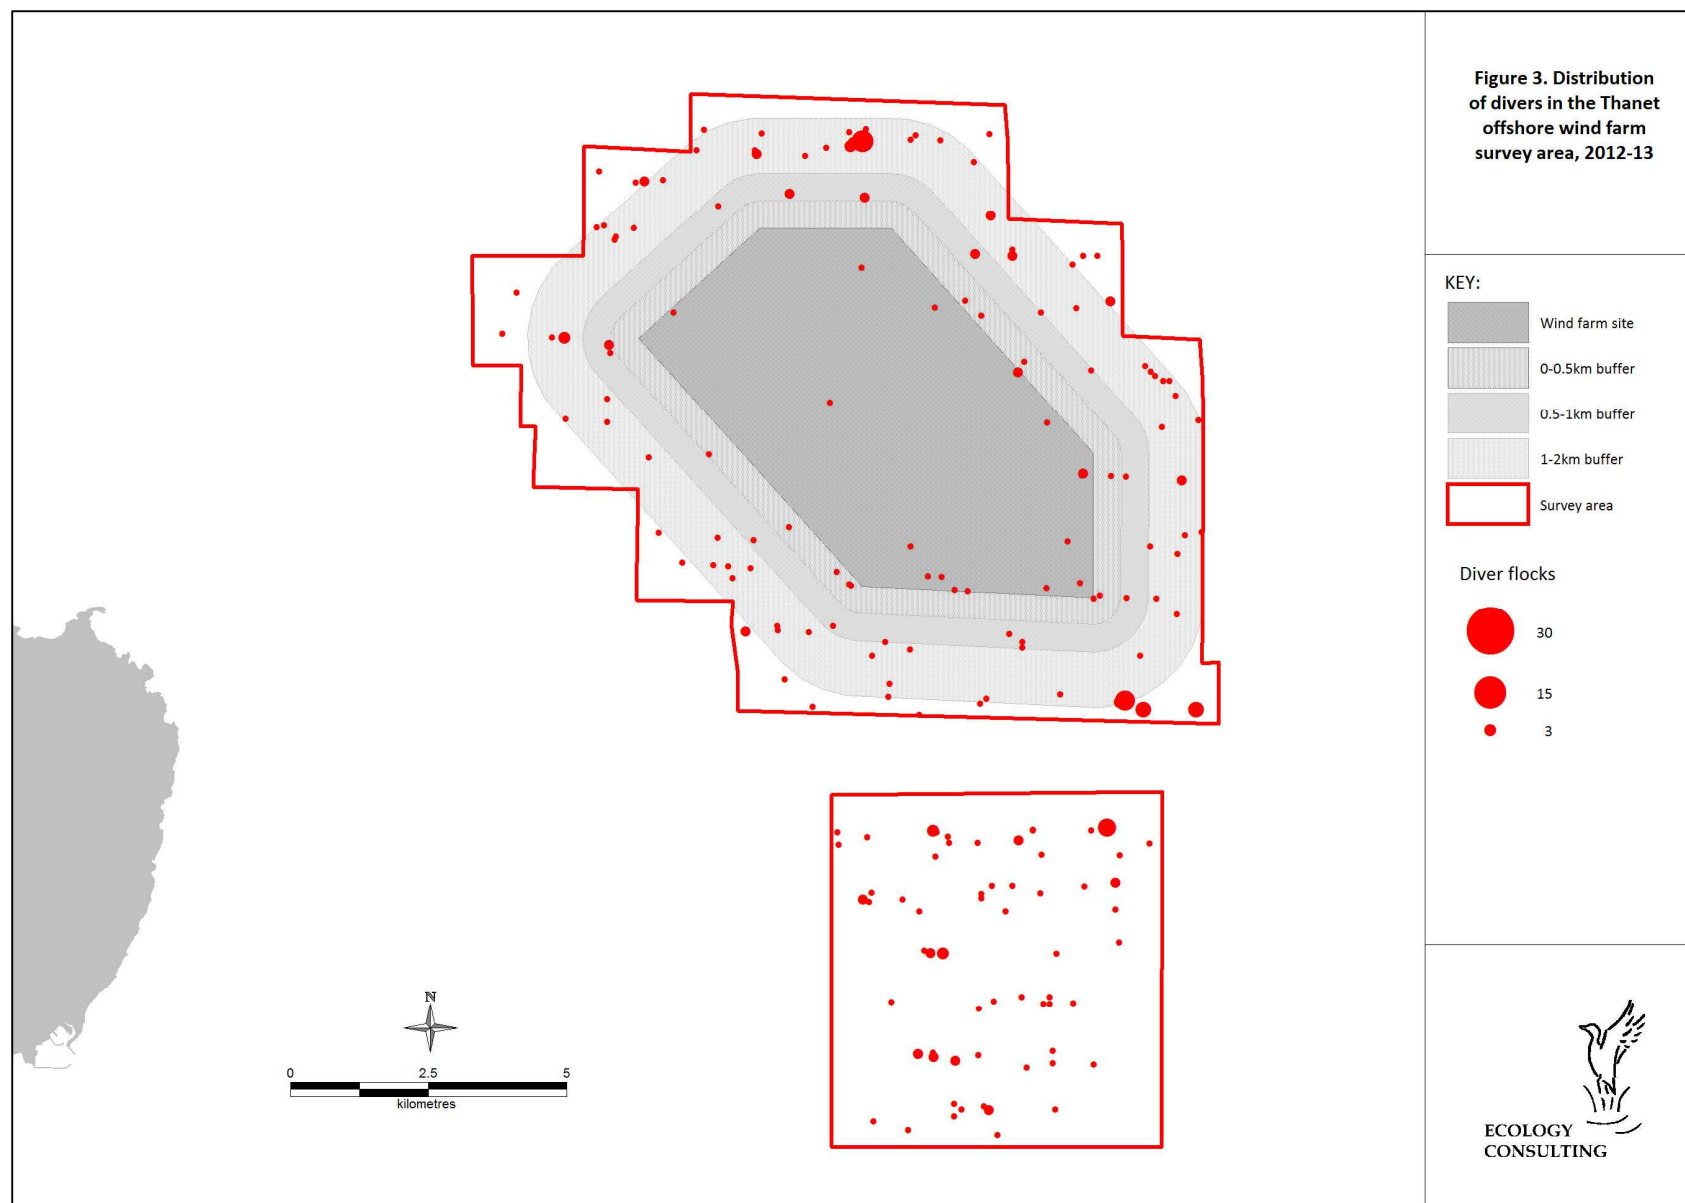 Figure 3. Distribution
of divers in the Thanet
offshore wind farm
survey area, 2012-13
KEY:
Wind farm site
0-0.5km buffer
0.5-1km buffer
1-2km buffer
Survey area
Diver flocks
30
15
3
N
0 2.5 5
kilometres
ECOLOGY
CONSULTING